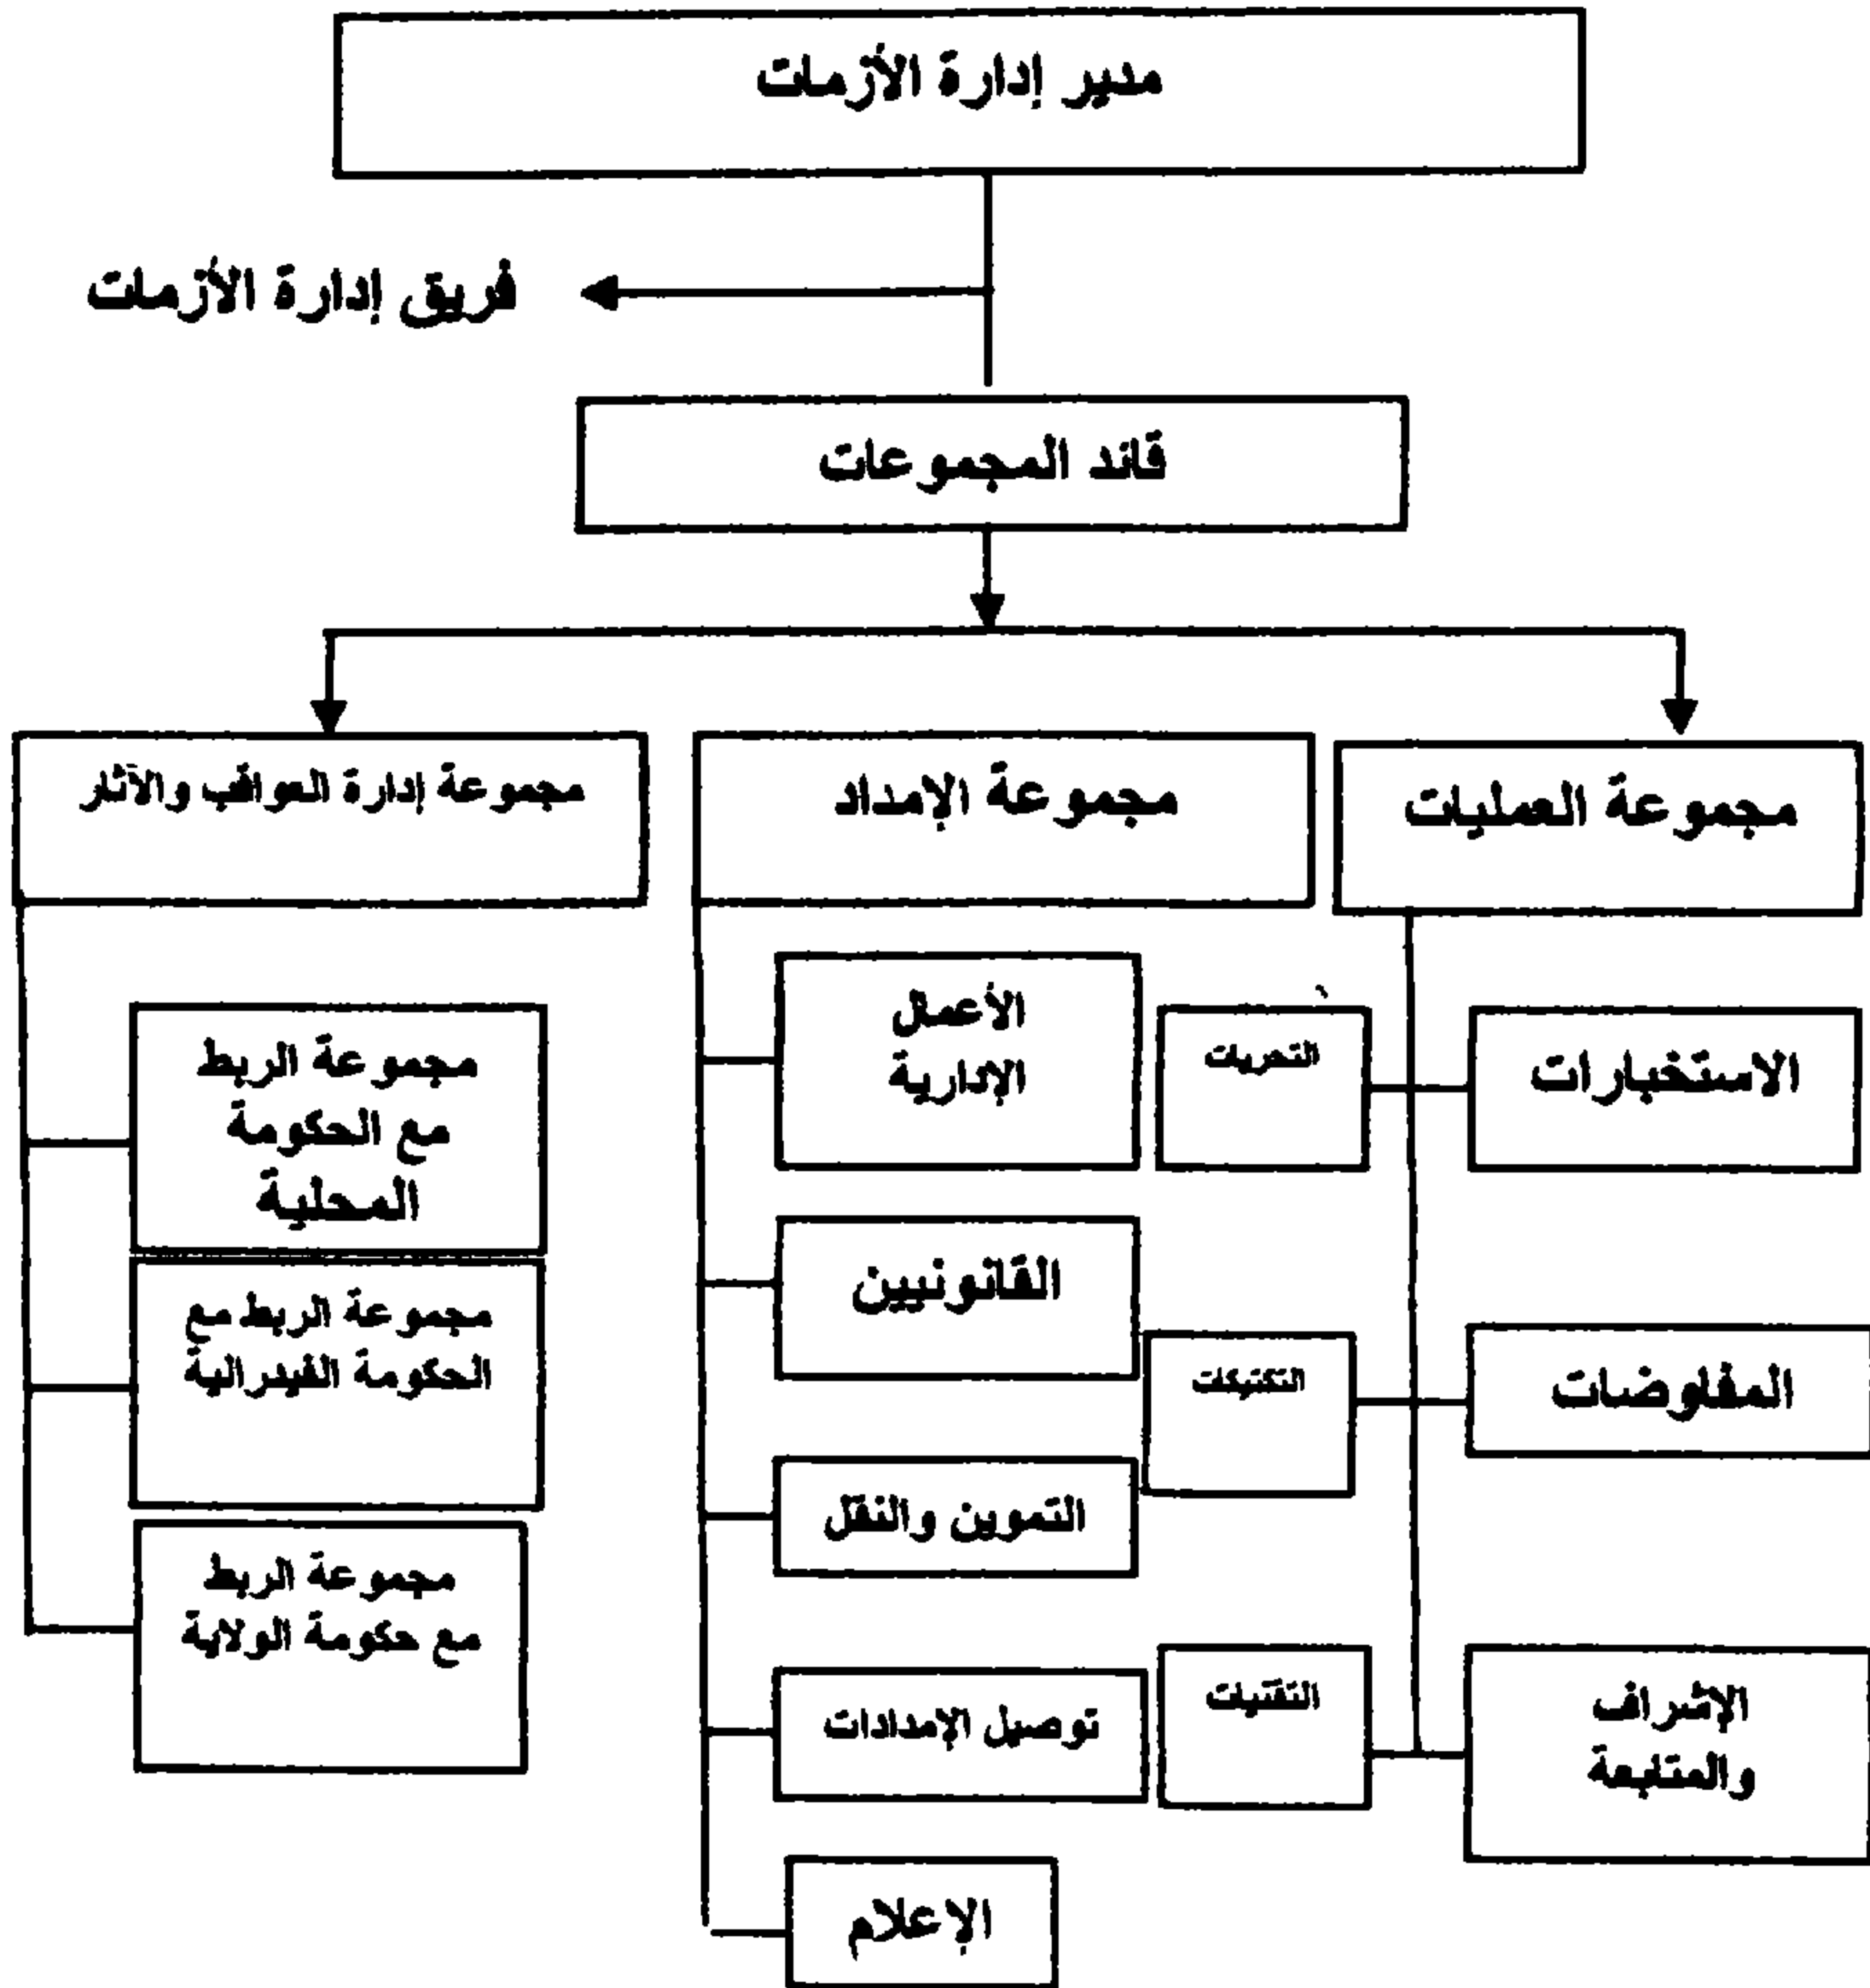 مدير إدارة الأزمات
فريق إدارة الأزمات
قائد المجموعات
مجموعة العمليات
مجموعة الإمداد
مجموعة إدارة العواقب والآثار
الاستخبارات
التحريات
المفاوضات
التكتيكات
الإشراف
والمتابعة
التقنيات
الأعمال
الإدارية
القانونيين
التموين والنقل
توصيل الإمدادات
الإعلام
مجموعة الربط
مع الحكومة
المحلية
مجموعة الربط مع
الحكومة الفيدرالية
مجموعة الربط
مع حكومة الولاية